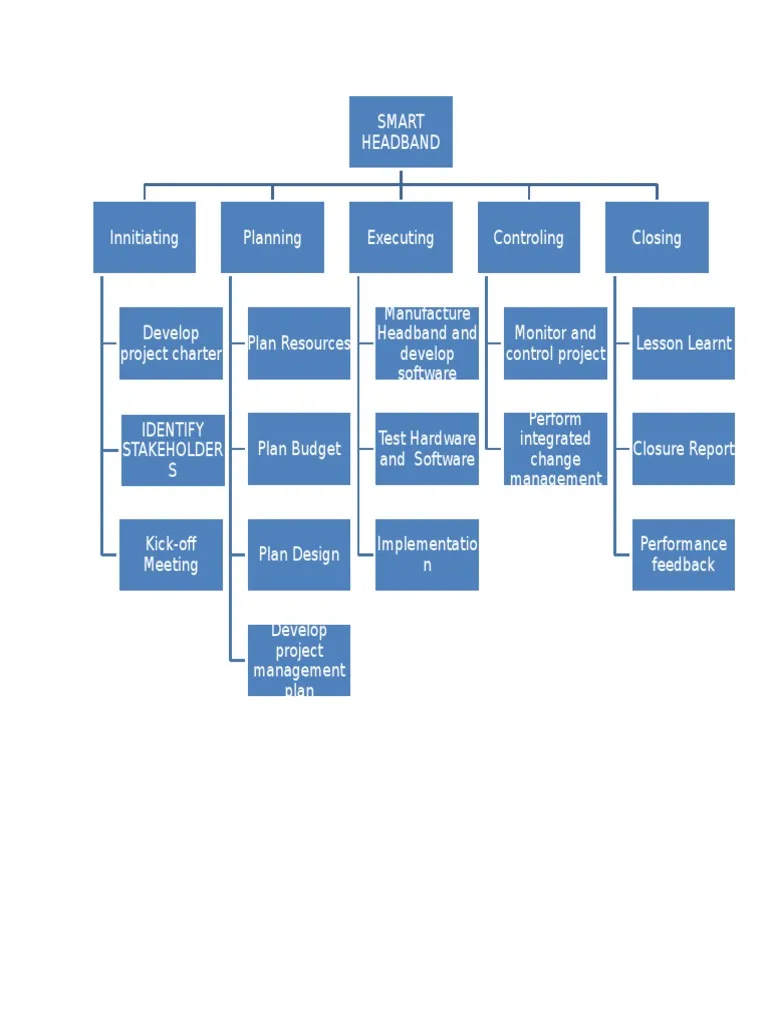 SMART
HEADBAND
Innitiating
Planning
Executing
Controling
Closing
Develop
project charter
IDENTIFY
STAKEHOLDER
S
Kick-off
Meeting
Plan Resources
Plan Budget
Plan Design
Develop
project
management
plan
Manufacture
Headband and
develop
software
Test Hardware
and Software
Implementatio
n
Monitor and
control project
Perform
integrated
change
management
Lesson Learnt
Closure Report
Performance
feedback